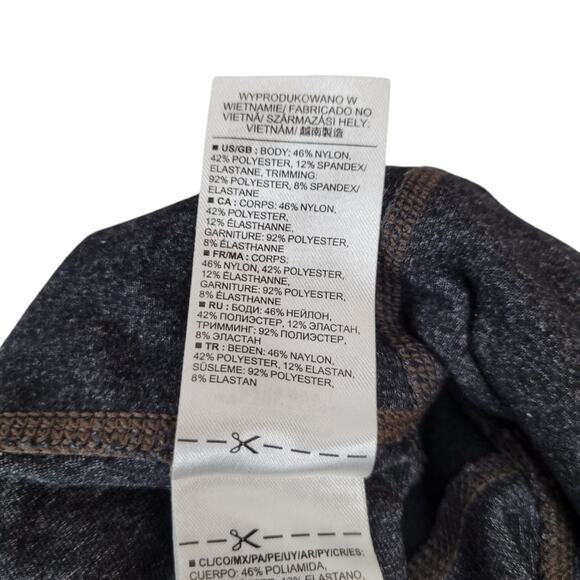 WYPRODUKOWANO W
WIETNAMIE/ FABRICADO NO
VIETNÃ/ SZÁRMAZÁSI HELY:
VIETNÁM/ 越南製造
■ US/GB : BODY: 46% NYLON,
42% POLYESTER, 12% SPANDEX/
ELASTANE, TRIMMING:
92% POLYESTER, 8% SPANDEX/
ELASTANE
■ CA : CORPS: 46% NYLON,
42% POLYESTER,
12% ÉLASTHANNE,
GARNITURE: 92% POLYESTER,
8% ÉLASTHANNE
■ FR/MA : CORPS:
46% NYLON, 42% POLYESTER,
12% ÉLASTHANNE,
GARNITURE: 92% POLYESTER,
8% ÉLASTHANNE
■ RU : БОДИ: 46% НЕЙЛОН,
42% ПОЛИЭСТЕР, 12% ЭЛАСТАН,
ТРИММИНГ: 92% ПОЛИЭСТЕР,
8% ЭЛАСТАН
■ TR : BEDEN: 46% NAYLON,
42% POLYESTER, 12% ELASTAN,
SÜSLEME: 92% POLYESTER,
8% ELASTAN
■ CL/CO/MX/PA/PE/UY/AR/PY/CR/ES:
CUERPO: 46% POLIAMIDA,